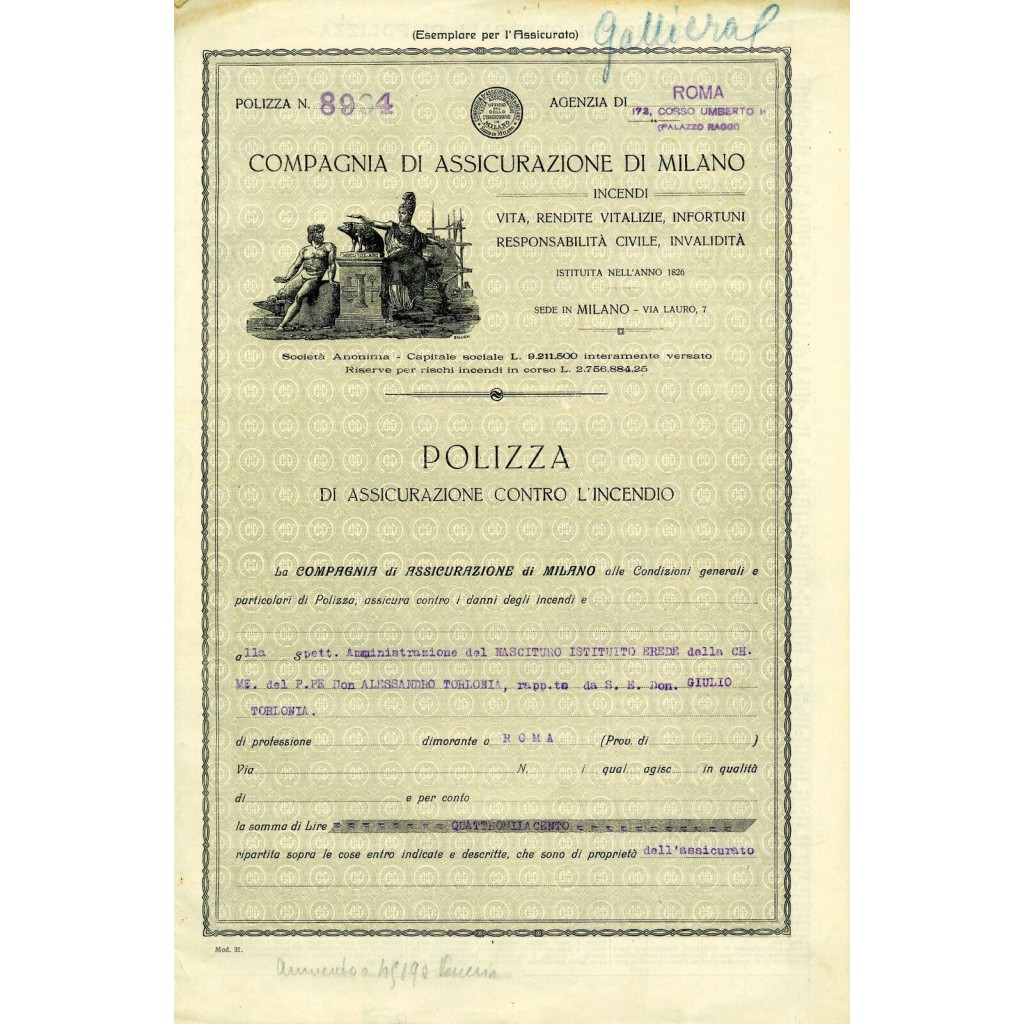 (Esemplare per l'Assicurato)
POLIZZA N. 8904
AGENZIA DI ROMA
173, CORSO UMBERTO I°
(PALAZZO RAGGI)
COMPAGNIA DI ASSICURAZIONE DI MILANO
INCENDI
VITA, RENDITE VITALIZIE, INFORTUNI
RESPONSABILITÀ CIVILE, INVALIDITÀ
ISTITUITA NELL'ANNO 1826
SEDE IN MILANO - VIA LAURO, 7
Società Anonima - Capitale sociale L. 9.211.500 interamente versato
Riserve per rischi incendi in corso L. 2.756.884,25
POLIZZA
DI ASSICURAZIONE CONTRO L'INCENDIO
La COMPAGNIA di ASSICURAZIONE di MILANO alle Condizioni generali e
particolari di Polizza, assicura contro i danni degli incendi e
alla spett. Amministrazione del NASCITURO ISTITUITO EREDE della CH.
ME. del P.PE Don ALESSANDRO TORLONIA, rapp.to da S. E. Don. GIULIO
TORLONIA.
di professione dimorante a ROMA (Prov. di )
Via N. i qual agisc in qualità
di e per conto
la somma di Lire = = = = = = = = QUATTROMILACENTO = = = = = = = = = = =
ripartita sopra le cose entro indicate e descritte, che sono di proprietà dell'assicurato
Mod. 31.